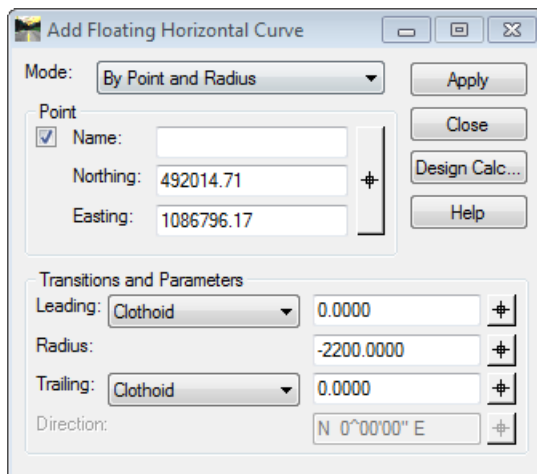 Add Floating Horizontal Curve
Mode: By Point and Radius
Apply
Point
Close
Name:
Northing: 492014.71
Design Calc...
Easting: 1086796.17
Help
Transitions and Parameters
Leading: Clothoid 0.0000
Radius: -2200.0000
Trailing: Clothoid 0.0000
Direction: N 0^00'00" E